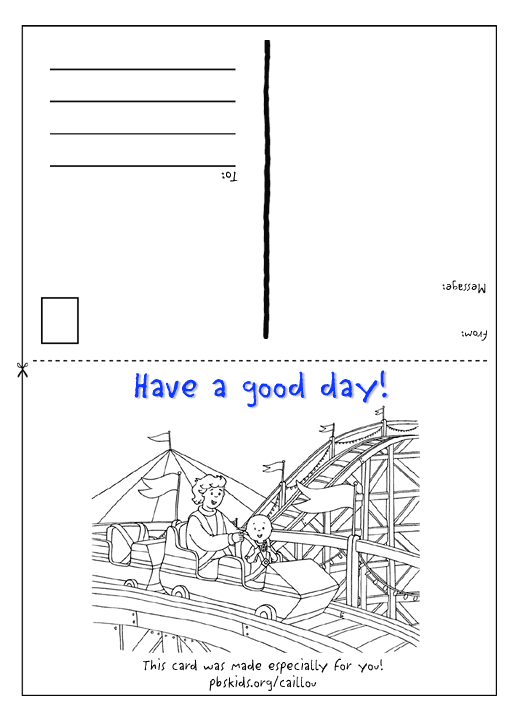 To:
Message:
From:
Have a good day!
This card was made especially for you!
pbskids.org/caillou